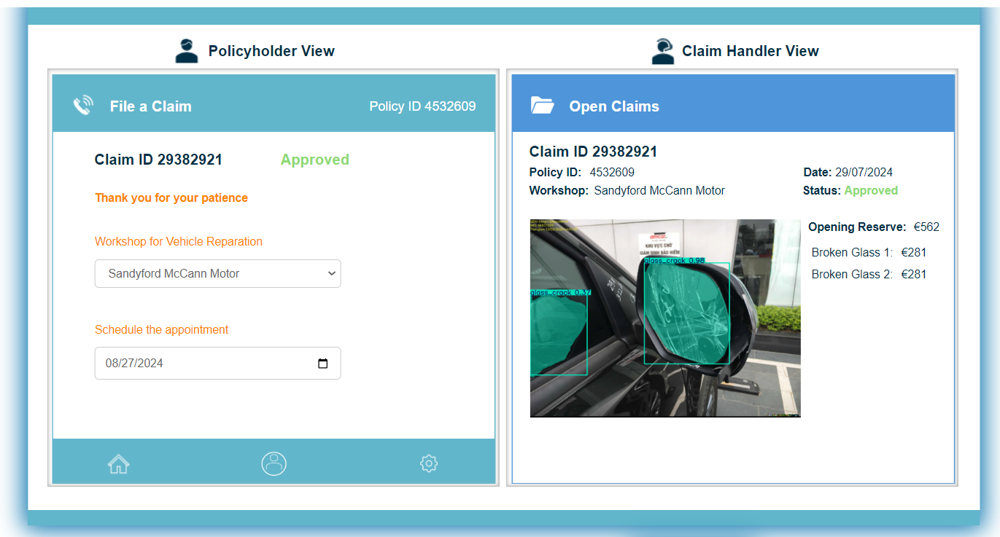 Policyholder View
File a Claim
Policy ID 4532609
Claim ID 29382921
Approved
Thank you for your patience
Workshop for Vehicle Reparation
Sandyford McCann Motor
Schedule the appointment
08/27/2024
Claim Handler View
Open Claims
Claim ID 29382921
Policy ID: 4532609
Date: 29/07/2024
Workshop: Sandyford McCann Motor
Status: Approved
anycar
KHU VỰC CHỜ
GIÁM ĐỊNH BẢO HIỂM
glass_crack 0.98
glass_crack 0.37
Opening Reserve: €562
Broken Glass 1: €281
Broken Glass 2: €281